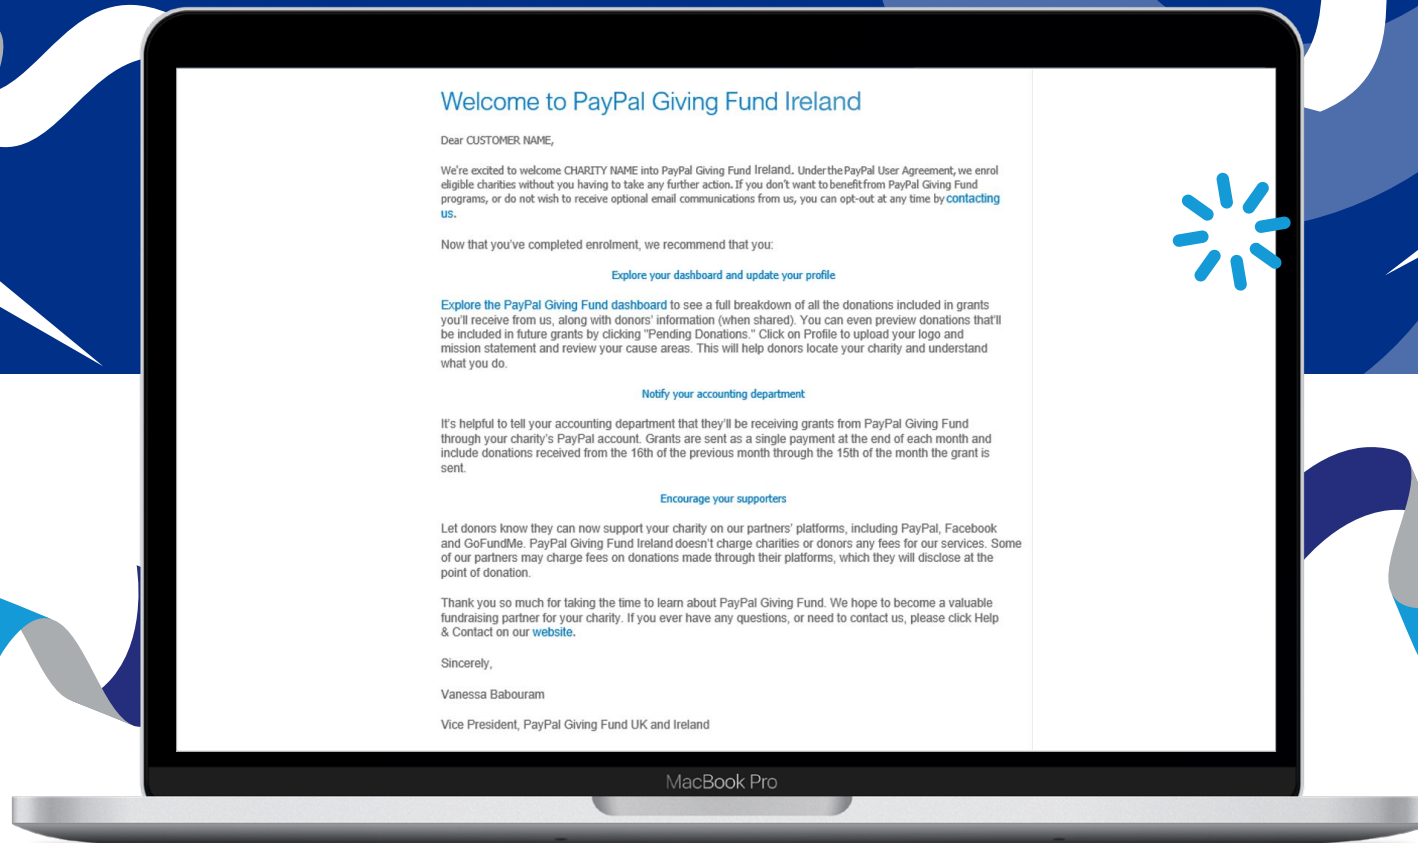 Welcome to PayPal Giving Fund Ireland
Dear CUSTOMER NAME,
We're excited to welcome CHARITY NAME into PayPal Giving Fund Ireland. Under the PayPal User Agreement, we enrol
eligible charities without you having to take any further action. If you don't want to benefit from PayPal Giving Fund
programs, or do not wish to receive optional email communications from us, you can opt-out at any time by contacting
us.
Now that you've completed enrolment, we recommend that you:
Explore your dashboard and update your profile
Explore the PayPal Giving Fund dashboard to see a full breakdown of all the donations included in grants
you'll receive from us, along with donors' information (when shared). You can even preview donations that'll
be included in future grants by clicking "Pending Donations." Click on Profile to upload your logo and
mission statement and review your cause areas. This will help donors locate your charity and understand
what you do.
Notify your accounting department
It's helpful to tell your accounting department that they'll be receiving grants from PayPal Giving Fund
through your charity's PayPal account. Grants are sent as a single payment at the end of each month and
include donations received from the 16th of the previous month through the 15th of the month the grant is
sent.
Encourage your supporters
Let donors know they can now support your charity on our partners' platforms, including PayPal, Facebook
and GoFundMe. PayPal Giving Fund Ireland doesn't charge charities or donors any fees for our services. Some
of our partners may charge fees on donations made through their platforms, which they will disclose at the
point of donation.
Thank you so much for taking the time to learn about PayPal Giving Fund. We hope to become a valuable
fundraising partner for your charity. If you ever have any questions, or need to contact us, please click Help
& Contact on our website.
Sincerely,
Vanessa Babouram
Vice President, PayPal Giving Fund UK and Ireland
MacBook Pro